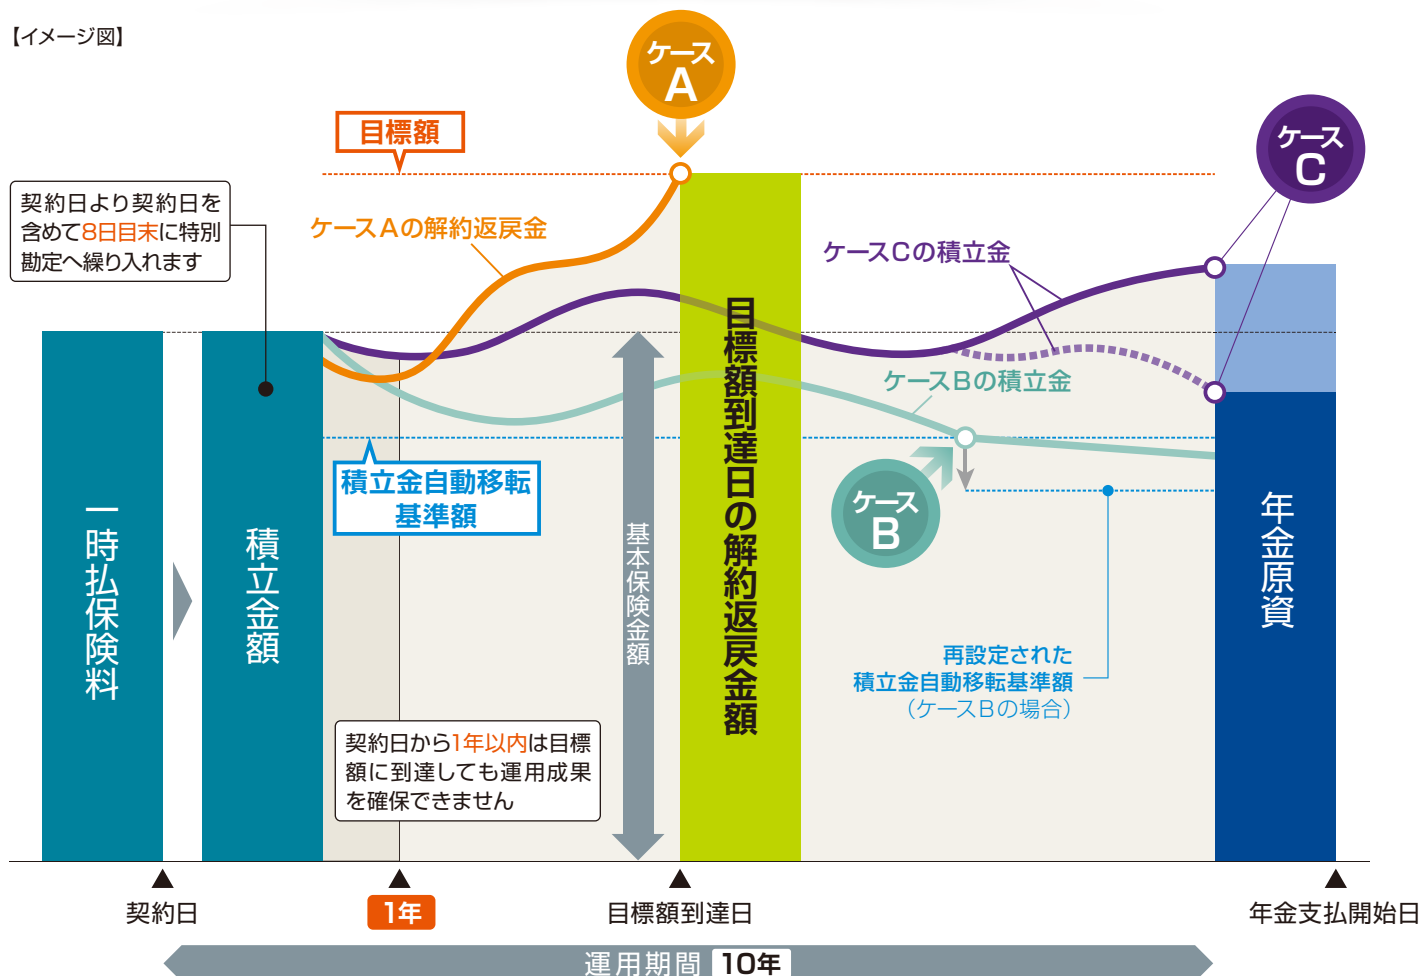 【イメージ図】
ケース
A
目標額
ケース
C
契約日より契約日を
含めて8日目末に特別
勘定へ繰り入れます
ケースAの解約返戻金
ケースCの積立金
ケースBの積立金
積立金自動移転
基準額
ケース
B
一時払保険料
積立金額
基本保険金額
目標額到達日の解約返戻金額
年金原資
再設定された
積立金自動移転基準額
（ケースBの場合）
契約日から1年以内は目標
額に到達しても運用成果
を確保できません
契約日
1年
目標額到達日
年金支払開始日
運用期間 10年